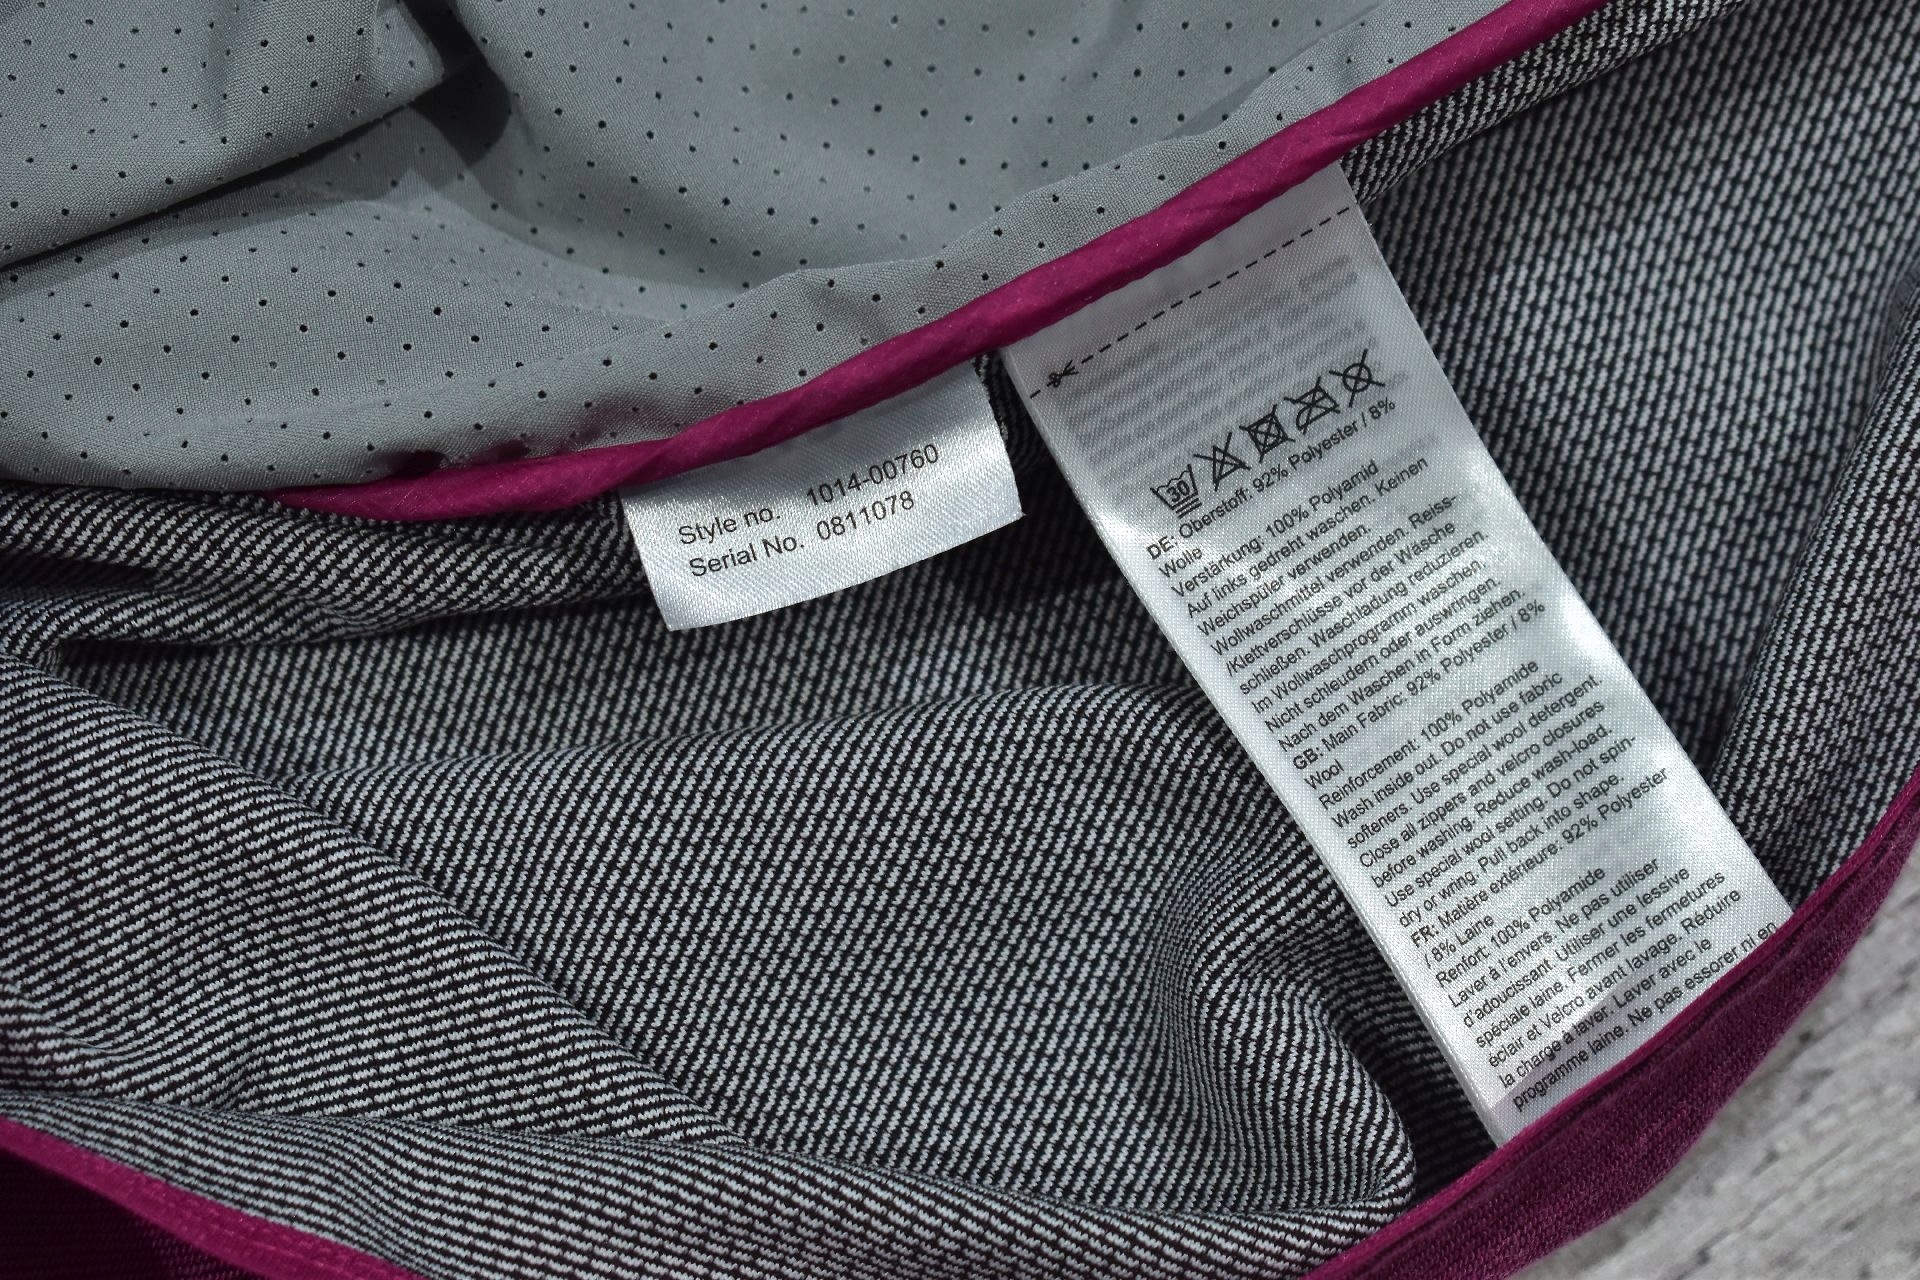 Style no. 1014-00760
Serial No. 0811078
30
DE: Oberstoff: 92% Polyester / 8%
Wolle
Verstärkung: 100% Polyamid
Auf links gedreht waschen. Keinen
Weichspüler verwenden.
Wollwaschmittel verwenden. Reiss-
/Klettverschlüsse vor der Wäsche
schließen. Waschladung reduzieren.
Im Wollwaschprogramm waschen.
Nicht schleudern oder auswringen.
Nach dem Waschen in Form ziehen.
GB: Main Fabric: 92% Polyester / 8%
Wool
Reinforcement: 100% Polyamide
Wash inside out. Do not use fabric
softeners. Use special wool detergent.
Close all zippers and velcro closures
before washing. Reduce wash-load.
Use special wool setting. Do not spin-
dry or wring. Pull back into shape.
FR: Matière extérieure: 92% Polyester
/ 8% Laine
Renfort: 100% Polyamide
Laver à l'envers. Ne pas utiliser
d'adoucissant. Utiliser une lessive
spéciale laine. Fermer les fermetures
éclair et Velcro avant lavage. Réduire
la charge à laver. Laver avec le
programme laine. Ne pas essorer ni en